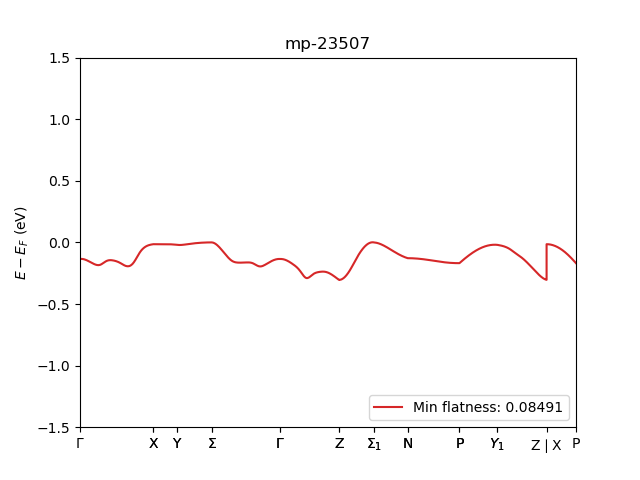 mp-23507
1.5
1.0
0.5
0.0
−0.5
−1.0
−1.5
E − E_F (eV)
Min flatness: 0.08491
Γ X Y Σ Γ Z Σ₁ N P Y₁ Z | X P